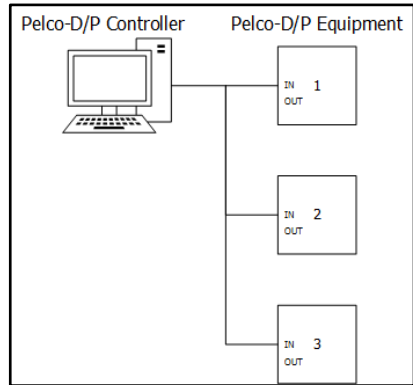 Pelco-D/P Controller
Pelco-D/P Equipment
IN 1
OUT
IN 2
OUT
IN 3
OUT